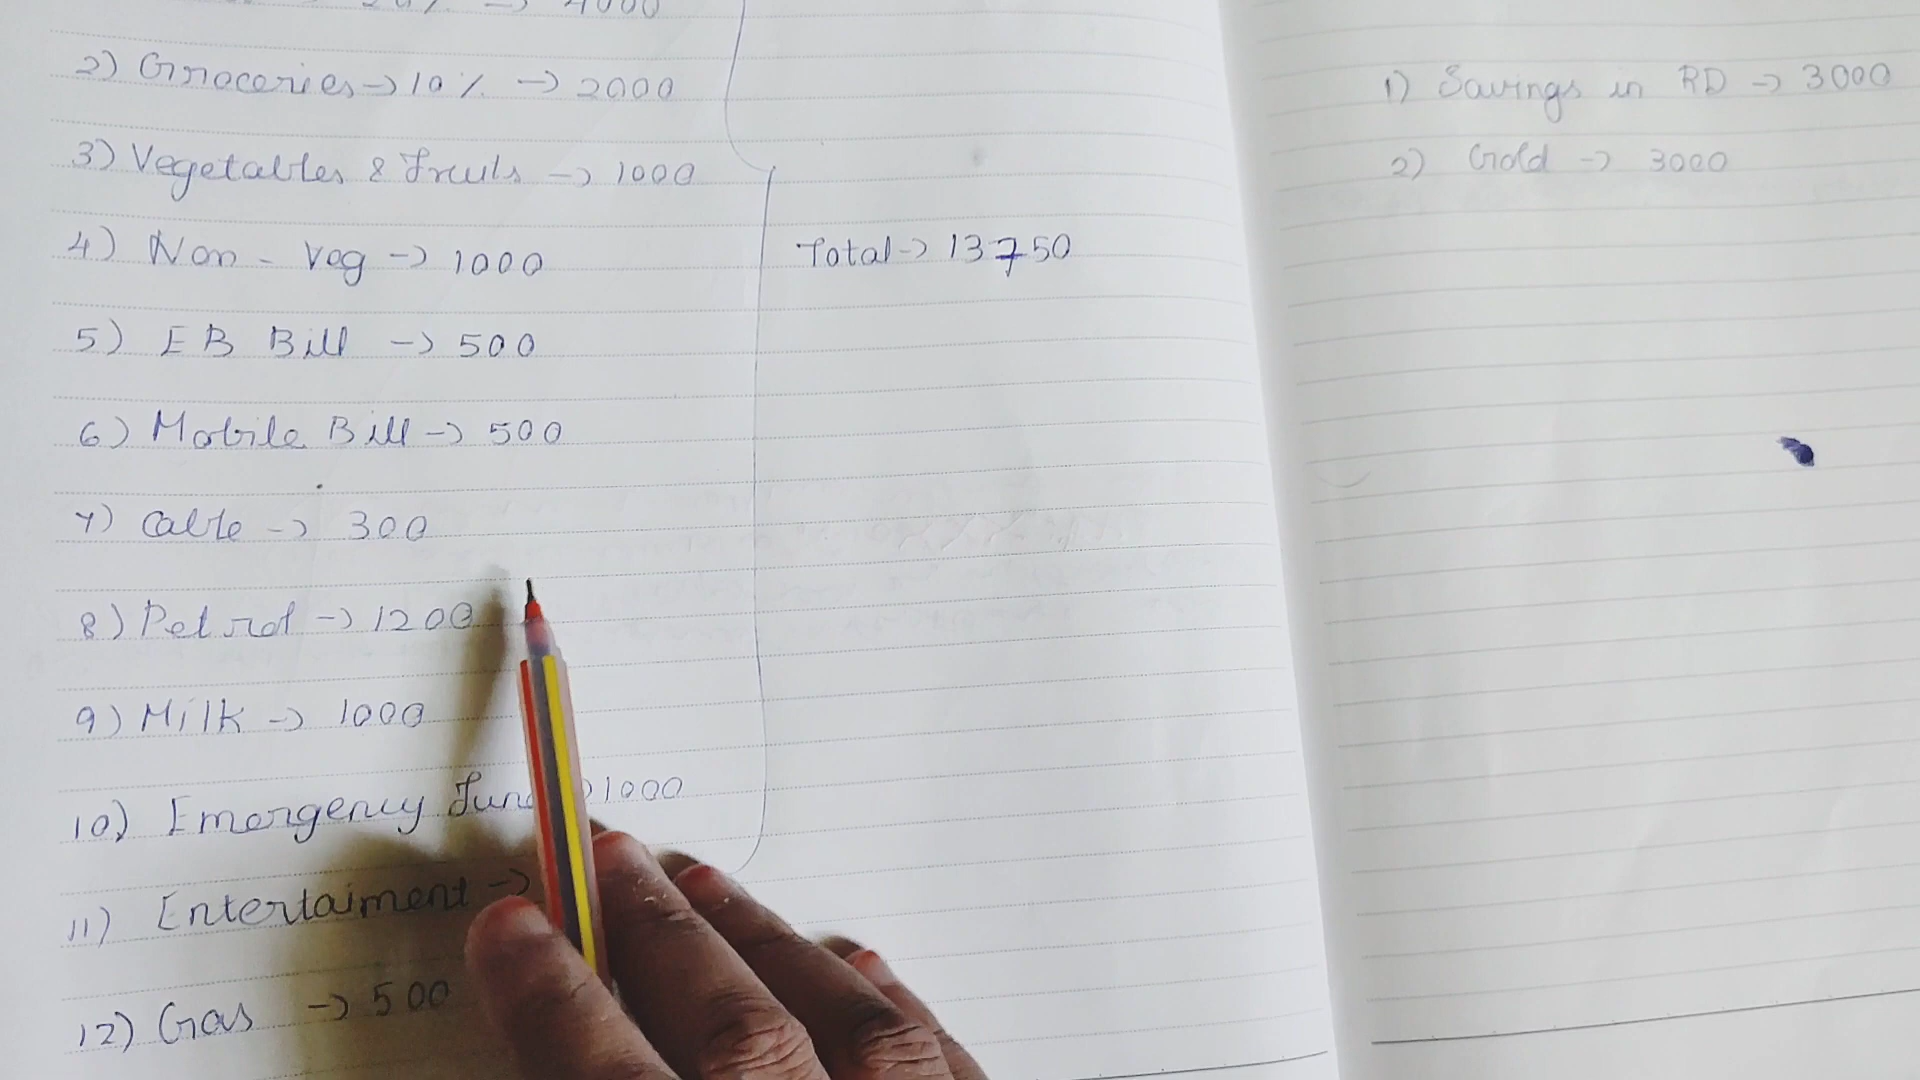 20% -> 4000
2) Groceries -> 10% -> 2000
3) Vegetables & Fruits -> 1000
4) Non - Veg -> 1000
5) EB Bill -> 500
6) Mobile Bill -> 500
7) Cable -> 300
8) Petrol -> 1200
9) Milk -> 1000
10) Emergency 1000
11) Entertaiment ->
12) Gas -> 500
Total -> 13750
1) Savings in RD -> 3000
2) Gold -> 3000